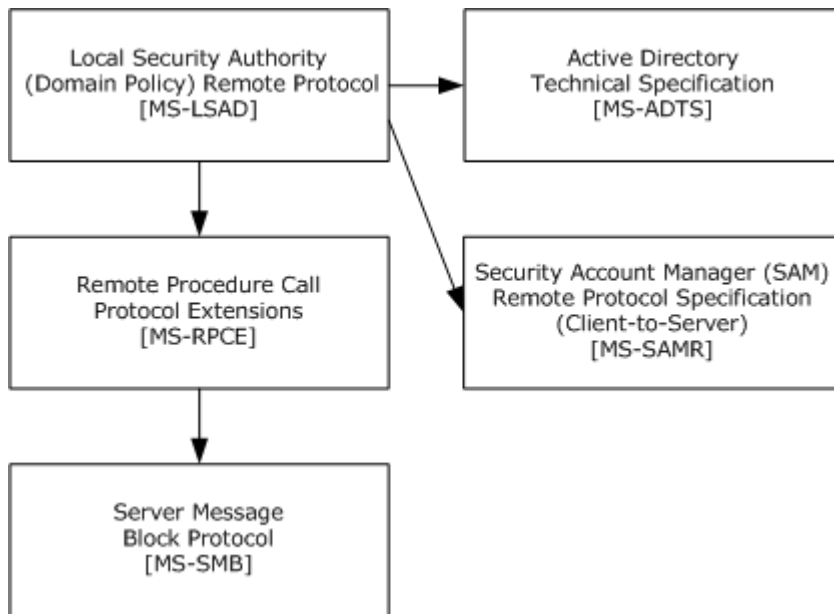 Local Security Authority
(Domain Policy) Remote Protocol
[MS-LSAD]
Active Directory
Technical Specification
[MS-ADTS]
Remote Procedure Call
Protocol Extensions
[MS-RPCE]
Security Account Manager (SAM)
Remote Protocol Specification
(Client-to-Server)
[MS-SAMR]
Server Message
Block Protocol
[MS-SMB]